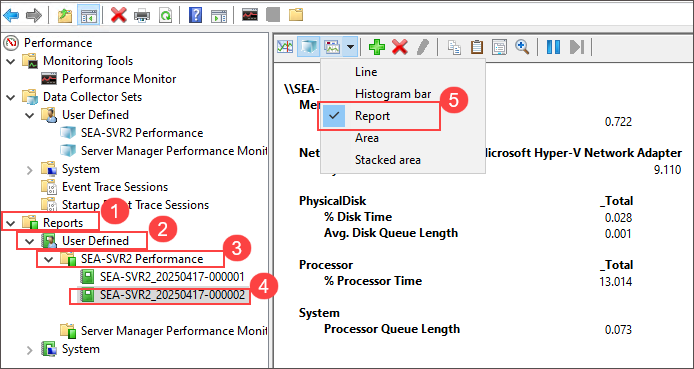 Performance
Monitoring Tools
Performance Monitor
Data Collector Sets
User Defined
SEA-SVR2 Performance
Server Manager Performance Monit
System
Event Trace Sessions
Startup Event Trace Sessions
Reports
1
User Defined
2
SEA-SVR2 Performance
3
SEA-SVR2_20250417-000001
4
SEA-SVR2_20250417-000002
Server Manager Performance Monit
System
Line
Histogram bar
5
Report
Area
Stacked area
\\SEA-
Me
0.722
Net
Microsoft Hyper-V Network Adapter
9.110
PhysicalDisk _Total
% Disk Time 0.028
Avg. Disk Queue Length 0.001
Processor _Total
% Processor Time 13.014
System
Processor Queue Length 0.073